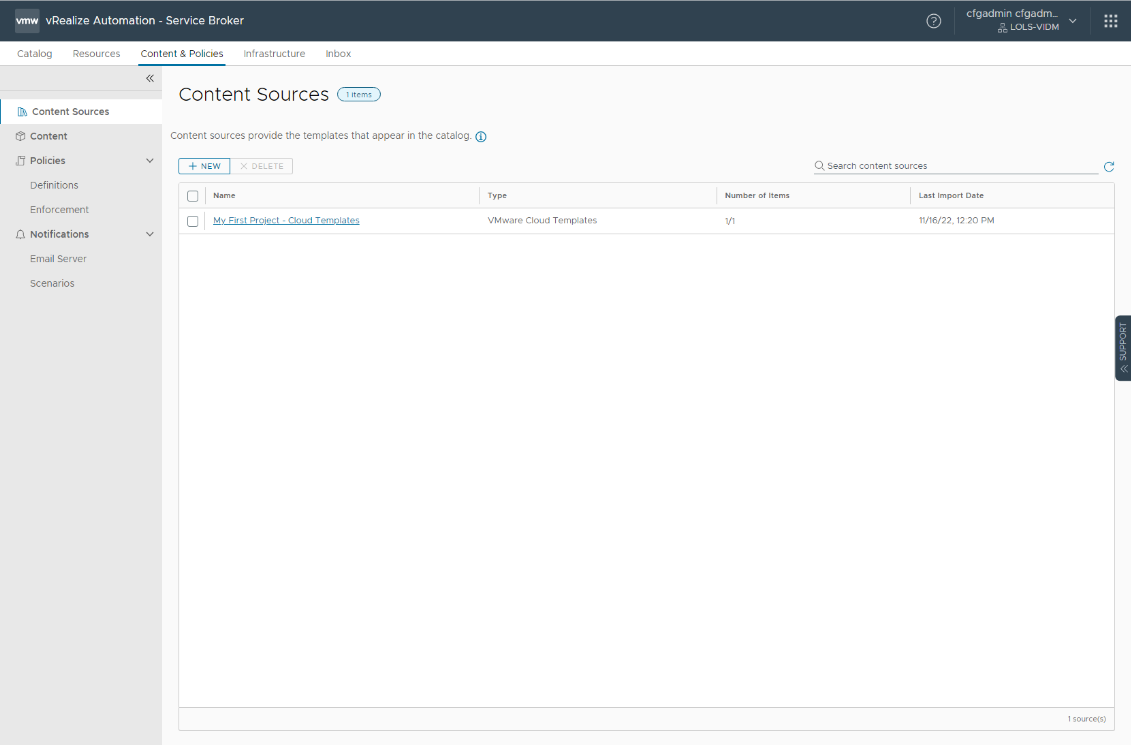 vmw vRealize Automation - Service Broker
cfgadmin cfgadm...
LOLS-VIDM
Catalog Resources Content & Policies Infrastructure Inbox
Content Sources
Content
Policies
Definitions
Enforcement
Notifications
Email Server
Scenarios
Content Sources 1 items
Content sources provide the templates that appear in the catalog.
+ NEW × DELETE
Search content sources
Name Type Number of Items Last Import Date
My First Project - Cloud Templates VMware Cloud Templates 1/1 11/16/22, 12:20 PM
1 source(s)
SUPPORT